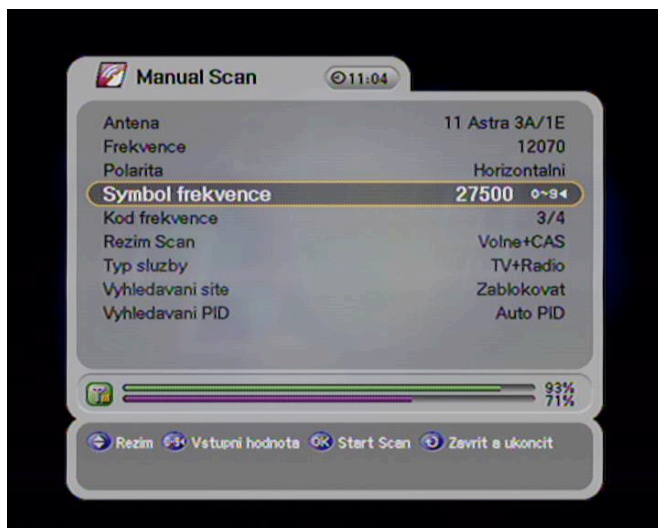 Manual Scan 11:04
Antena 11 Astra 3A/1E
Frekvence 12070
Polarita Horizontalni
Symbol frekvence 27500 0~9
Kod frekvence 3/4
Rezim Scan Volne+CAS
Typ sluzby TV+Radio
Vyhledavani site Zablokovat
Vyhledavani PID Auto PID
93%
71%
Rezim 0~9 Vstupni hodnota OK Start Scan Zavrit a ukoncit